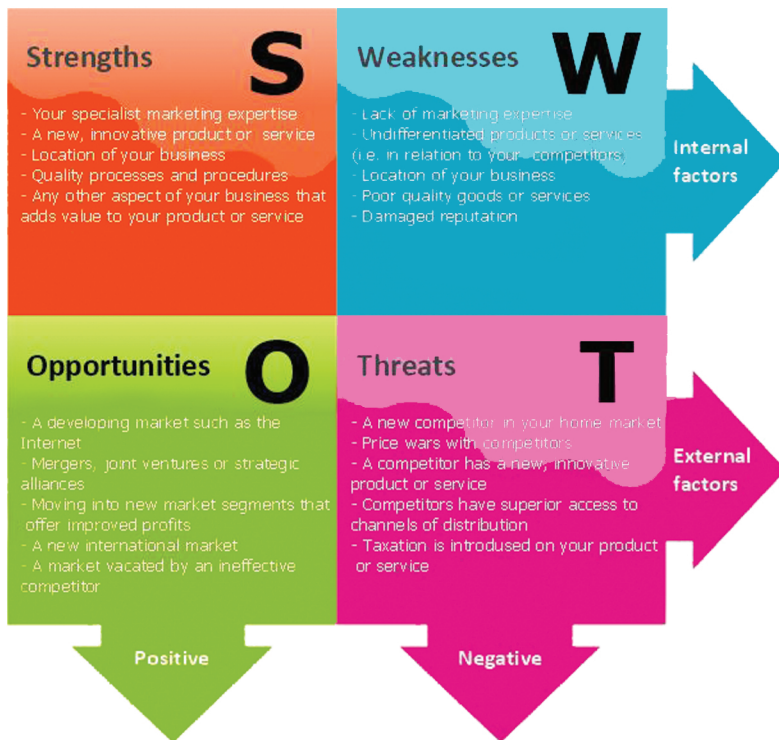 Strengths
S
- Your specialist marketing expertise
- A new, innovative product or service
- Location of your business
- Quality processes and procedures
- Any other aspect of your business that
adds value to your product or service
Weaknesses
W
- Lack of marketing expertise
- Undifferentiated products or services
(i.e. in relation to your competitors)
- Location of your business
- Poor quality goods or services
- Damaged reputation
Internal
factors
Opportunities
O
- A developing market such as the
Internet
- Mergers, joint ventures or strategic
alliances
- Moving into new market segments that
offer improved profits
- A new international market
- A market vacated by an ineffective
competitor
Threats
T
- A new competitor in your home market
- Price wars with competitors
- A competitor has a new, innovative
product or service
- Competitors have superior access to
channels of distribution
- Taxation is introdused on your product
or service
External
factors
Positive
Negative